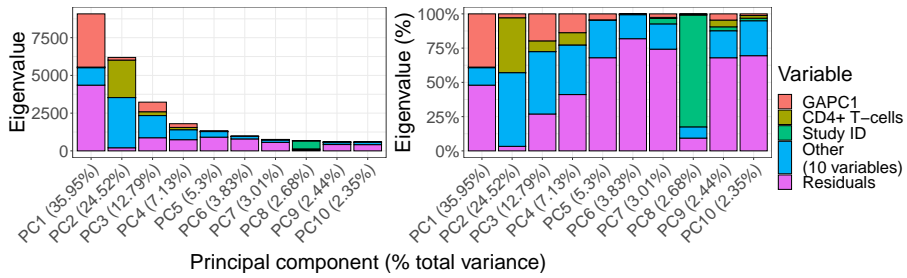 Eigenvalue
7500
5000
2500
0
PC1 (35.95%)
PC2 (24.52%)
PC3 (12.79%)
PC4 (7.13%)
PC5 (5.3%)
PC6 (3.83%)
PC7 (3.01%)
PC8 (2.68%)
PC9 (2.44%)
PC10 (2.35%)
Eigenvalue (%)
100%
75%
50%
25%
0%
PC1 (35.95%)
PC2 (24.52%)
PC3 (12.79%)
PC4 (7.13%)
PC5 (5.3%)
PC6 (3.83%)
PC7 (3.01%)
PC8 (2.68%)
PC9 (2.44%)
PC10 (2.35%)
Principal component (% total variance)
Variable
GAPC1
CD4+ T−cells
Study ID
Other
(10 variables)
Residuals